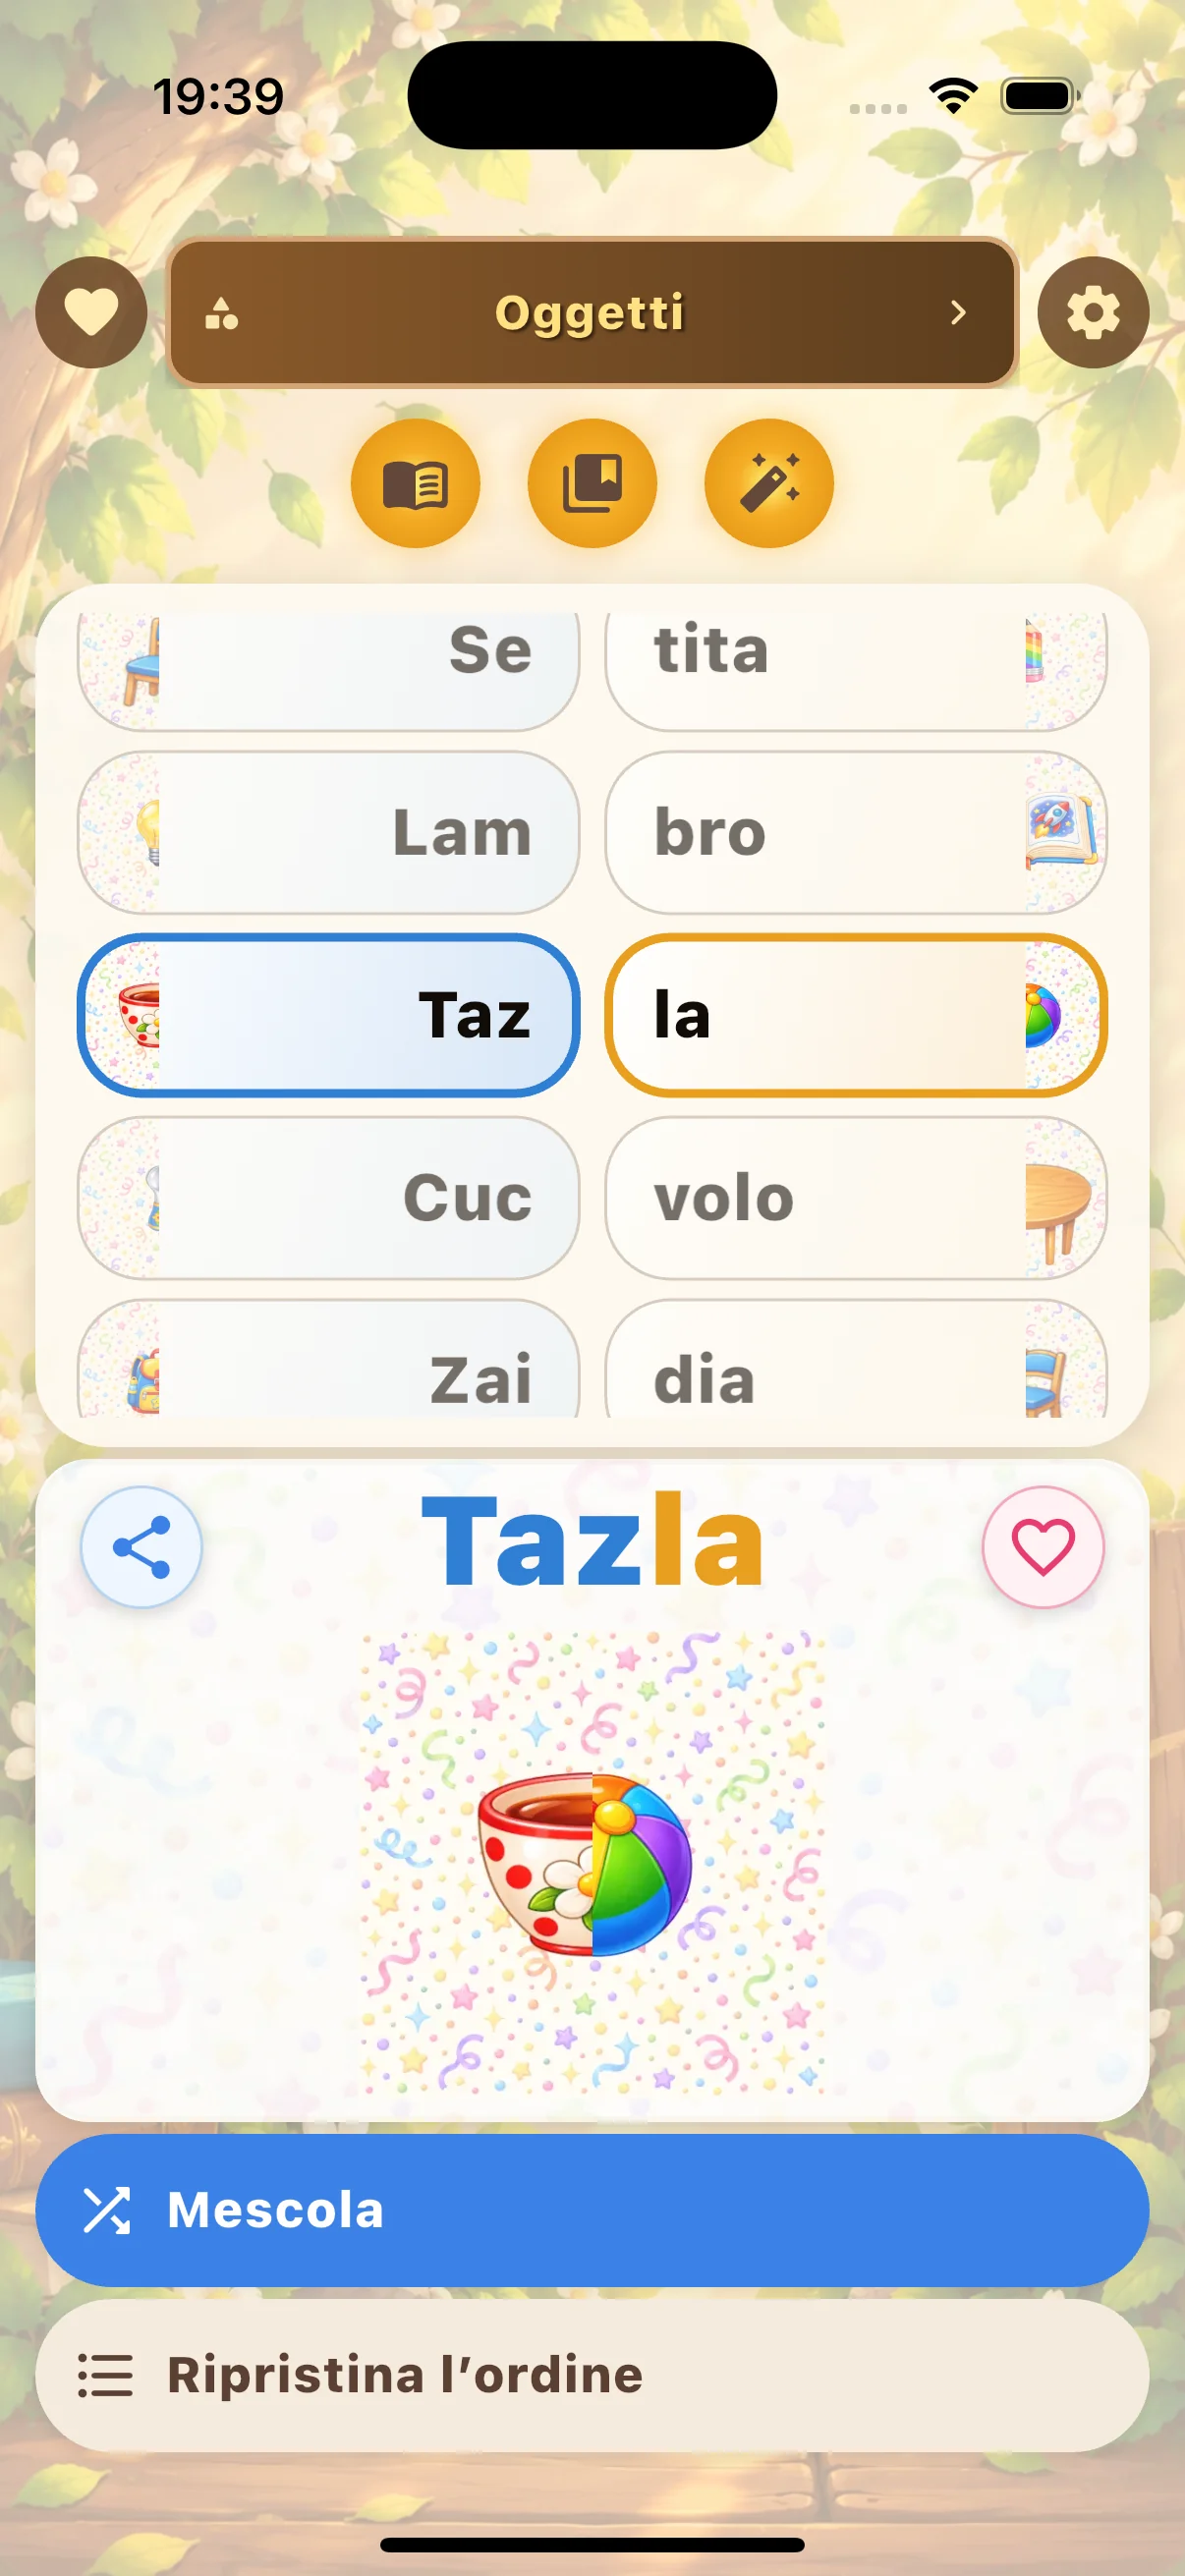 19:39
Oggetti
Se tita
Lam bro
Taz la
Cuc volo
Zai dia
Tazla
Mescola
Ripristina l’ordine